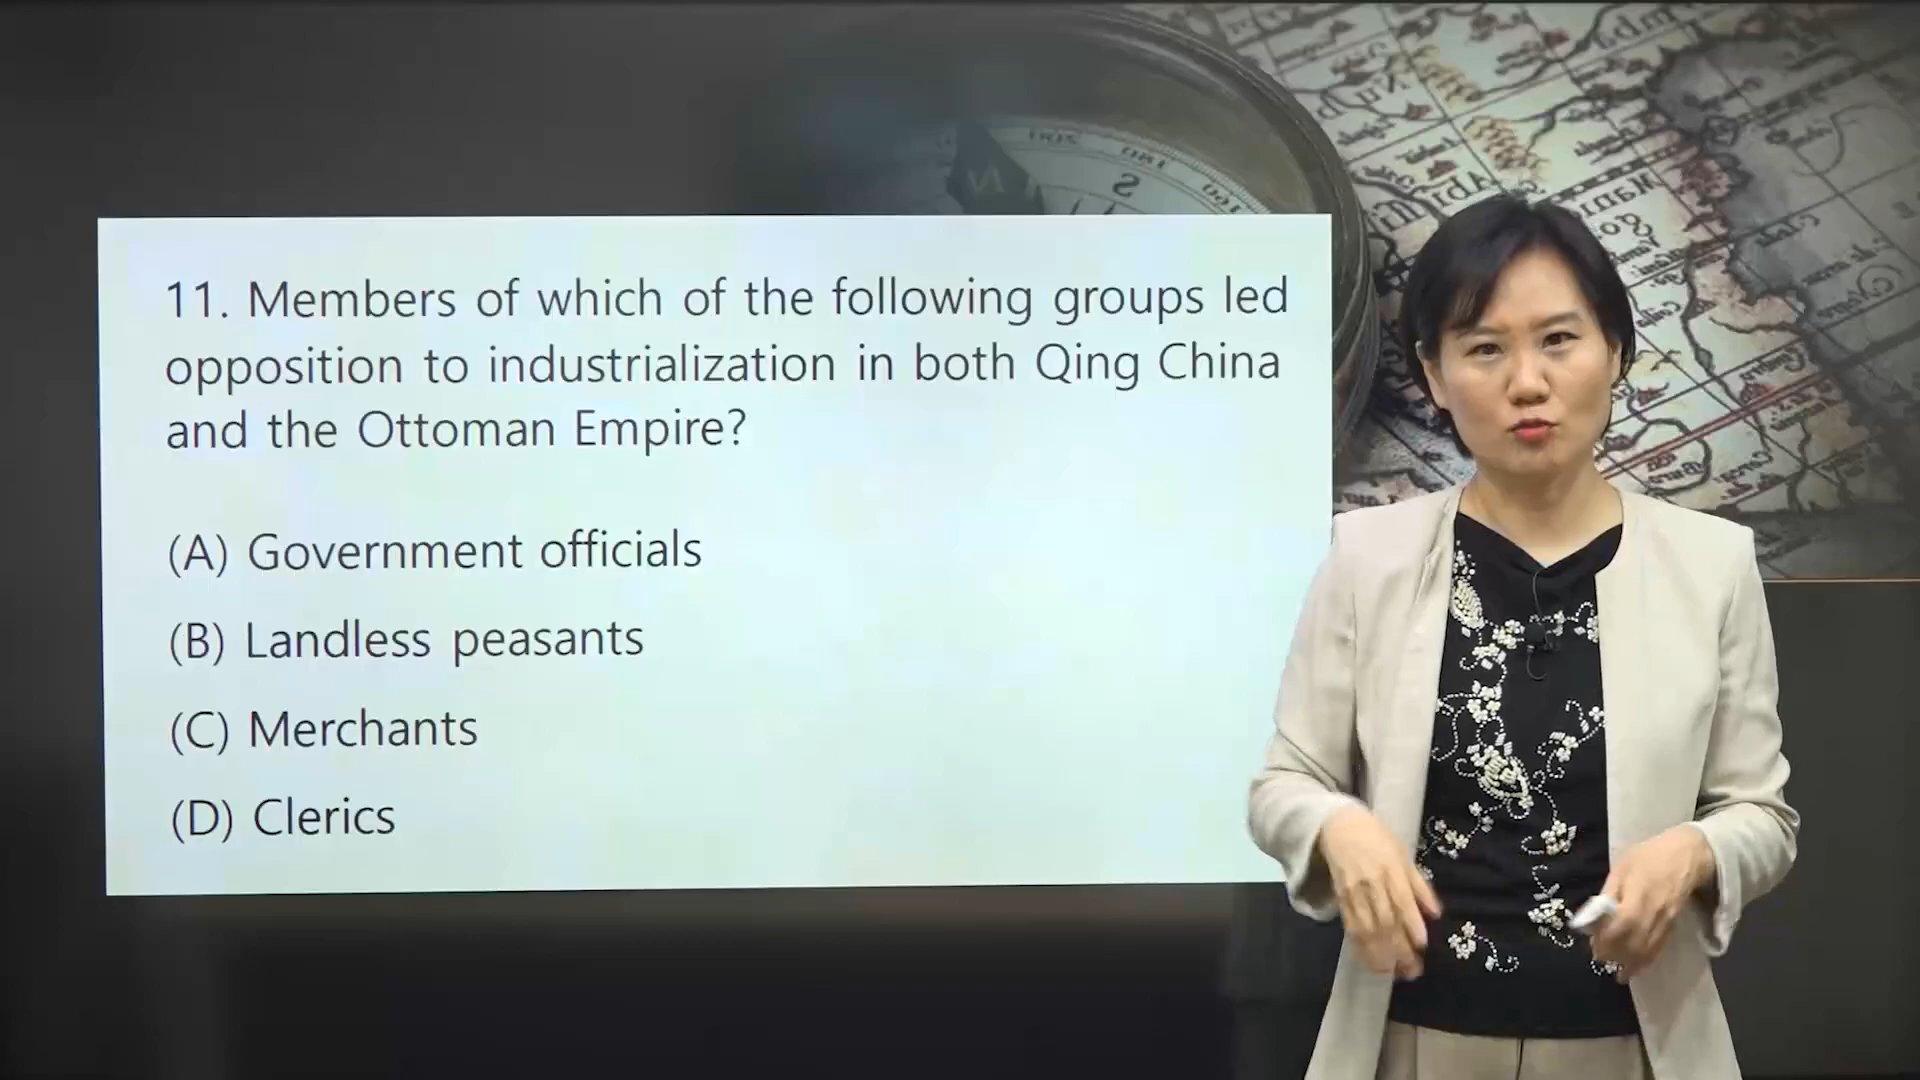 11. Members of which of the following groups led
opposition to industrialization in both Qing China
and the Ottoman Empire?
(A) Government officials
(B) Landless peasants
(C) Merchants
(D) Clerics